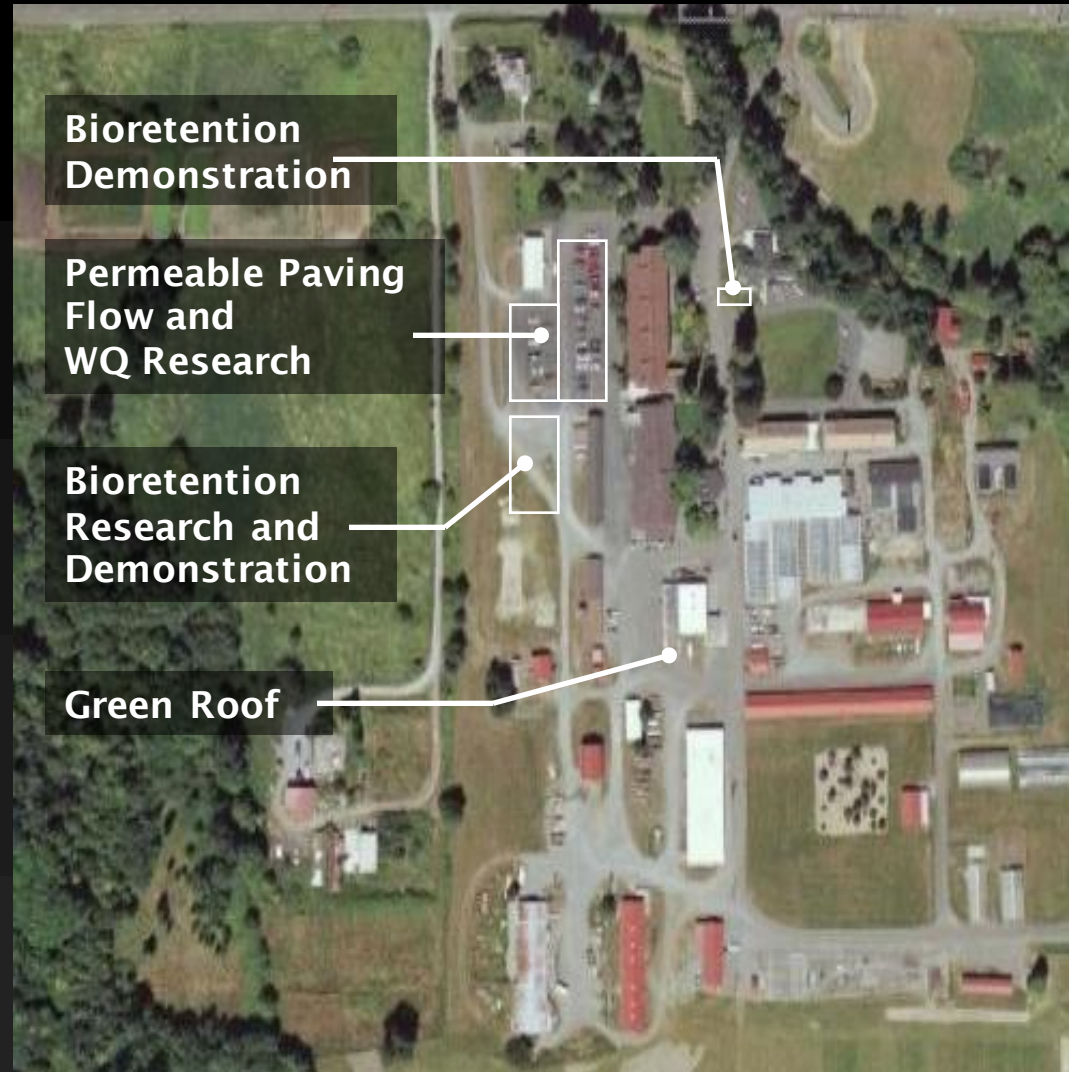 Bioretention
Demonstration
Permeable Paving
Flow and
WQ Research
Bioretention
Research and
Demonstration
Green Roof